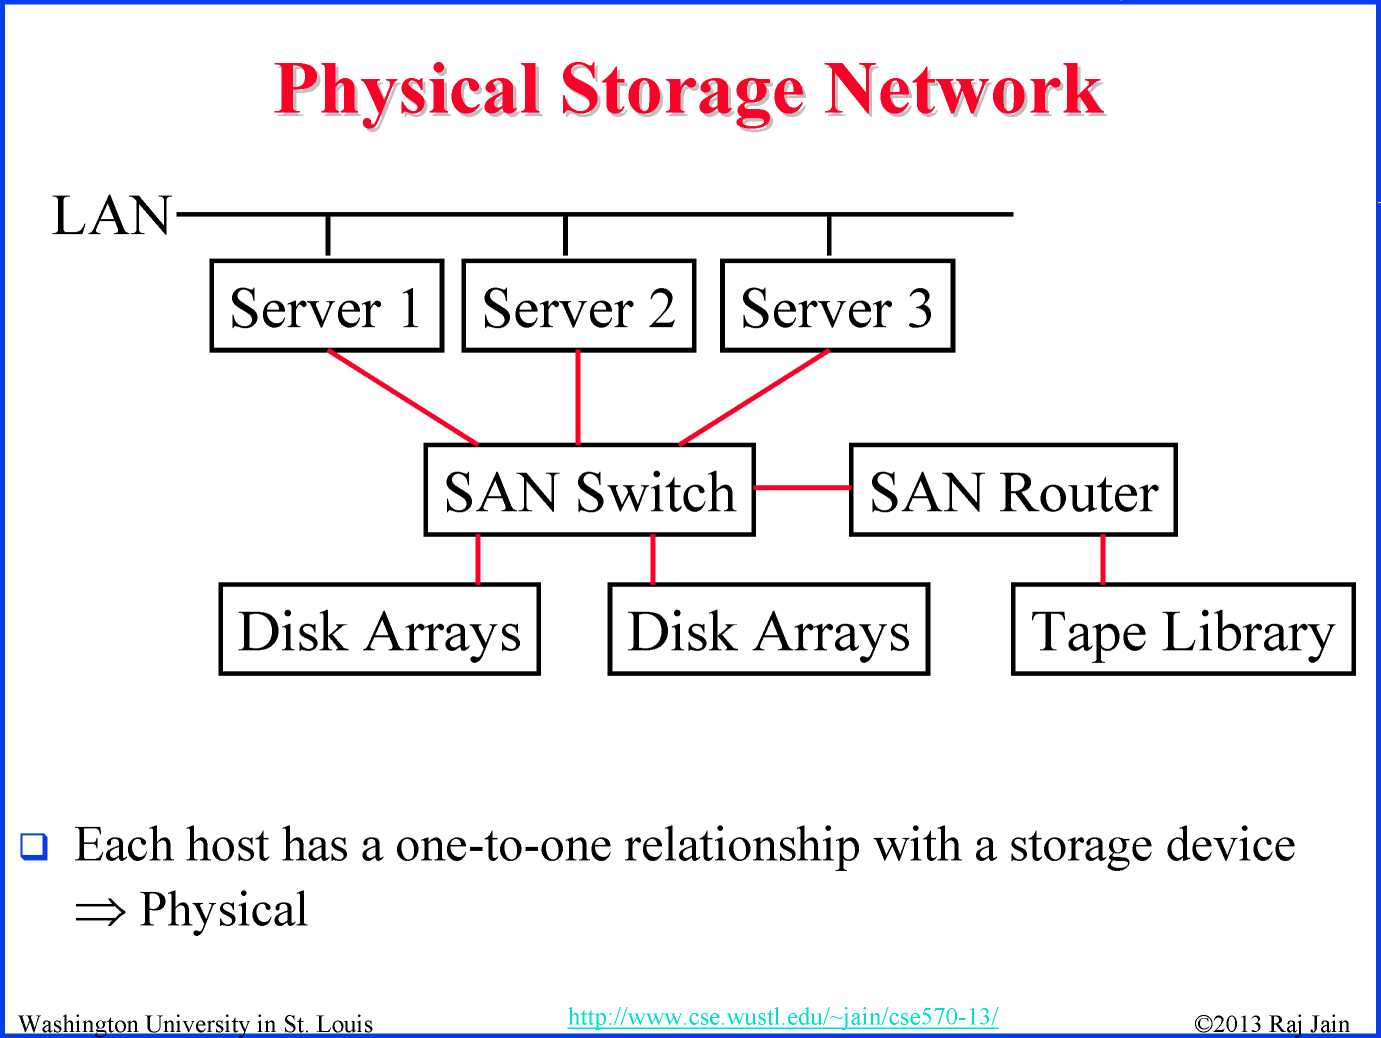 Physical Storage Network
LAN
Server 1
Server 2
Server 3
SAN Switch
SAN Router
Disk Arrays
Disk Arrays
Tape Library
Each host has a one-to-one relationship with a storage device
⇒ Physical
Washington University in St. Louis
http://www.cse.wustl.edu/~jain/cse570-13/
©2013 Raj Jain